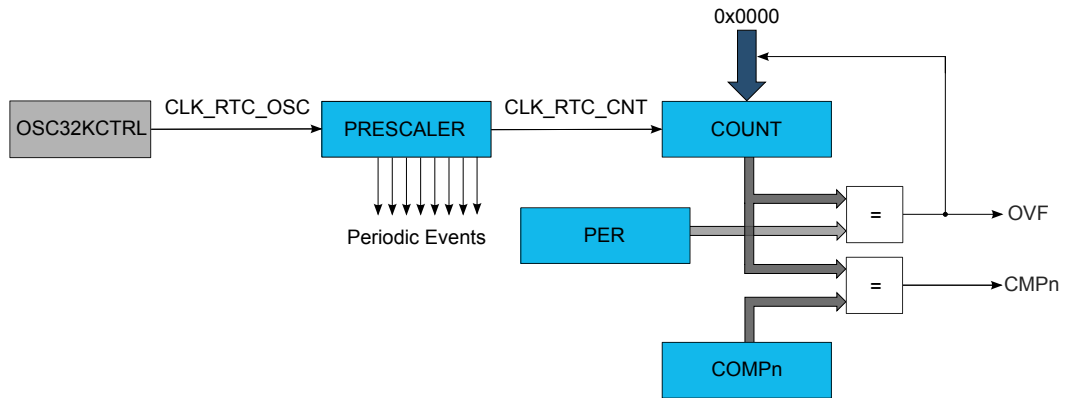 0x0000
CLK_RTC_OSC
CLK_RTC_CNT
OSC32KCTRL
PRESCALER
COUNT
Periodic Events
PER
=
OVF
=
CMPn
COMPn